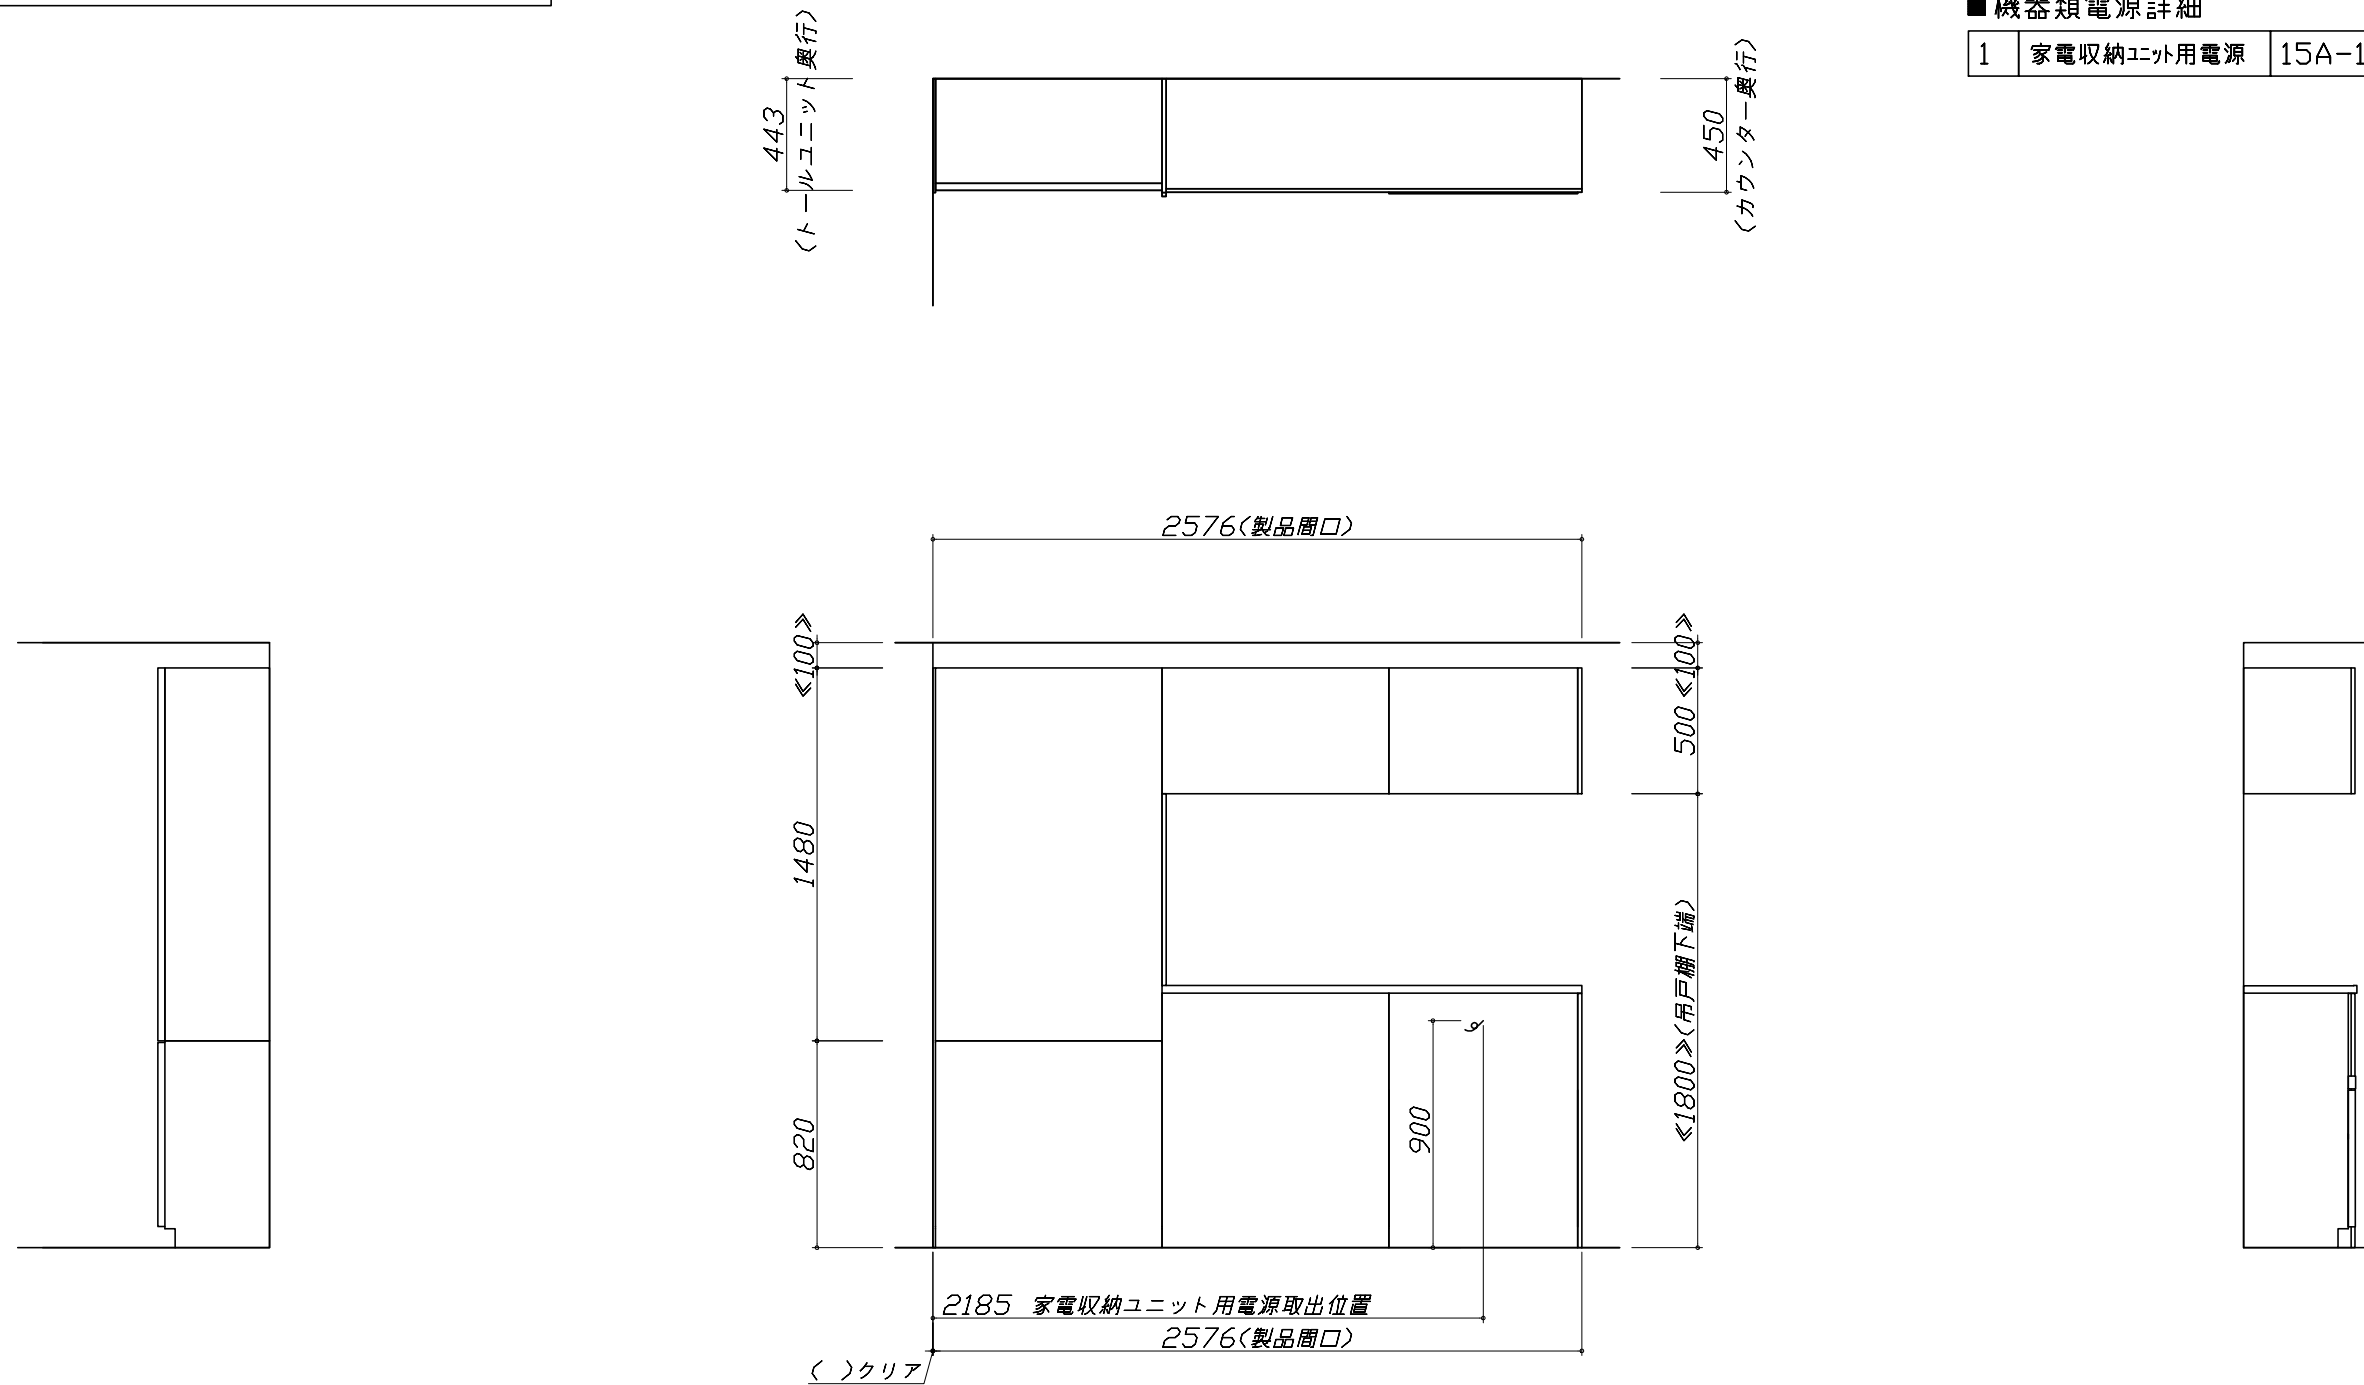 ■機器類電源詳細
1 家電収納ユニット用電源 15A-1
443
(トールユニット奥行)
450
(カウンター奥行)
2576(製品間口)
≪100≫
1480
820
≪100≫
500
≪1800≫(吊戸棚下端)
900
2185 家電収納ユニット用電源取出位置
2576(製品間口)
( )クリア